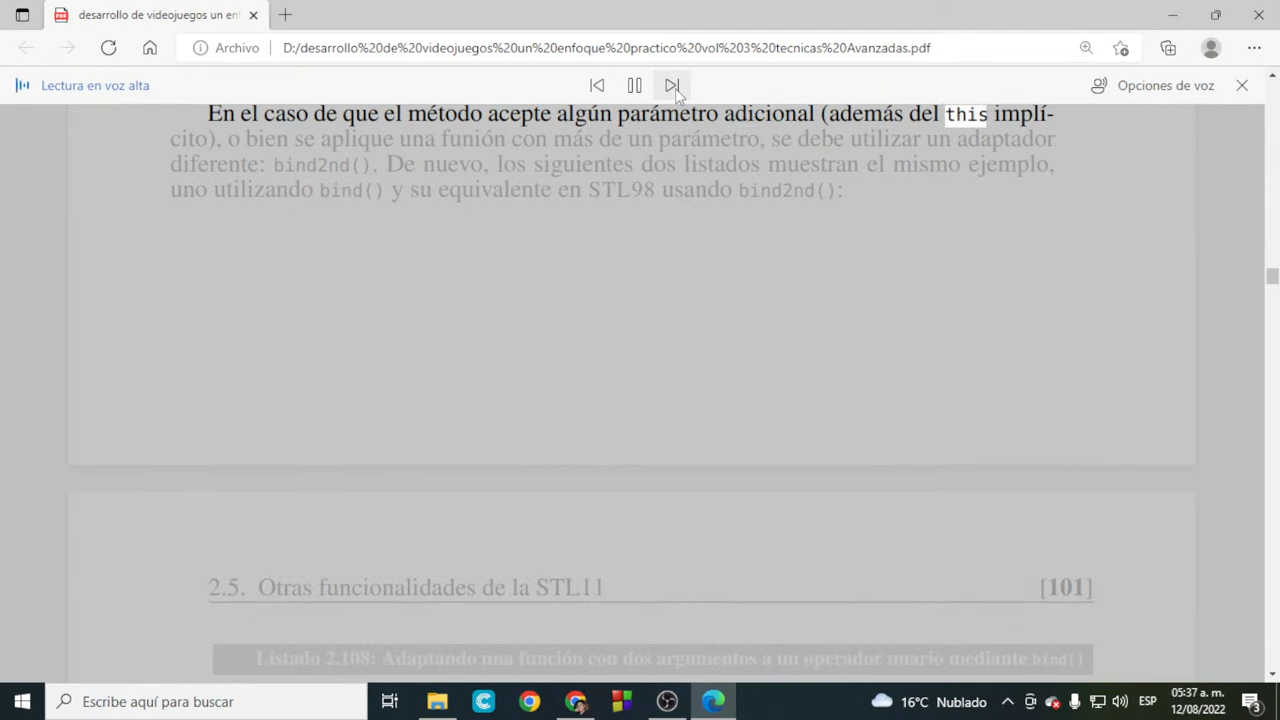 desarrollo de videojuegos un en
Archivo
D:/desarrollo%20de%20videojuegos%20un%20enfoque%20practico%20vol%203%20tecnicas%20Avanzadas.pdf
Lectura en voz alta
Opciones de voz
En el caso de que el método acepte algún parámetro adicional (además del this implí-
cito), o bien se aplique una funión con más de un parámetro, se debe utilizar un adaptador
diferente: bind2nd(). De nuevo, los siguientes dos listados muestran el mismo ejemplo,
uno utilizando bind() y su equivalente en STL98 usando bind2nd():
2.5. Otras funcionalidades de la STL11 [101]
Listado 2.108: Adaptando una función con dos argumentos a un operador unario mediante bind()
Escribe aquí para buscar
16°C Nublado
ESP
05:37 a. m.
12/08/2022
3